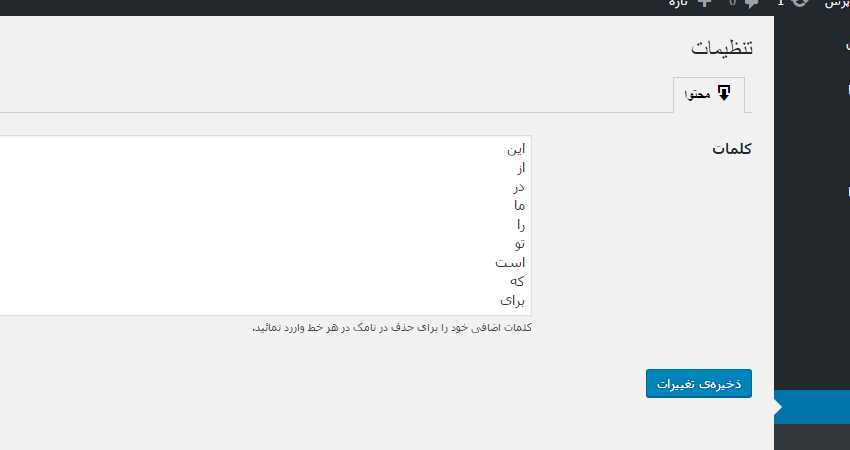 تازه
0
1
تنظیمات
محتوا
کلمات
این
از
در
ما
را
تو
است
که
برای
کلمات اضافی خود را برای حذف در نامک در هر خط واررد نمائید.
ذخیره‌ی تغییرات